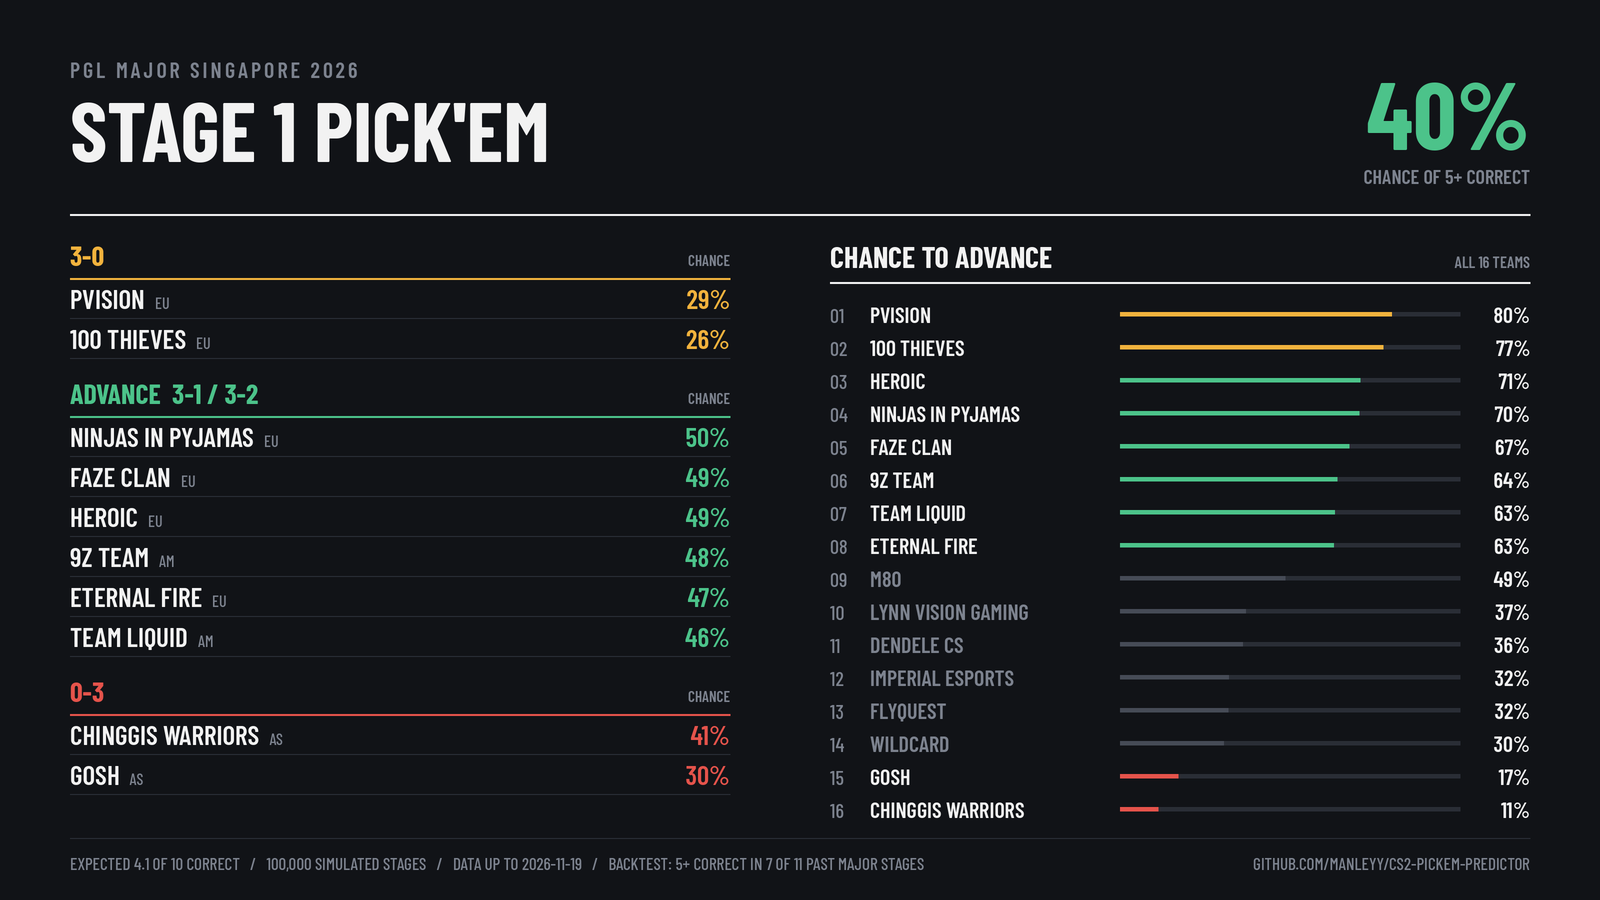 PGL MAJOR SINGAPORE 2026
STAGE 1 PICK'EM
40%
CHANCE OF 5+ CORRECT
3-0 CHANCE
PVISION EU 29%
100 THIEVES EU 26%
ADVANCE 3-1 / 3-2 CHANCE
NINJAS IN PYJAMAS EU 50%
FAZE CLAN EU 49%
HEROIC EU 49%
9Z TEAM AM 48%
ETERNAL FIRE EU 47%
TEAM LIQUID AM 46%
0-3 CHANCE
CHINGGIS WARRIORS AS 41%
GOSH AS 30%
CHANCE TO ADVANCE ALL 16 TEAMS
01 PVISION 80%
02 100 THIEVES 77%
03 HEROIC 71%
04 NINJAS IN PYJAMAS 70%
05 FAZE CLAN 67%
06 9Z TEAM 64%
07 TEAM LIQUID 63%
08 ETERNAL FIRE 63%
09 M80 49%
10 LYNN VISION GAMING 37%
11 DENDELE CS 36%
12 IMPERIAL ESPORTS 32%
13 FLYQUEST 32%
14 WILDCARD 30%
15 GOSH 17%
16 CHINGGIS WARRIORS 11%
EXPECTED 4.1 OF 10 CORRECT / 100,000 SIMULATED STAGES / DATA UP TO 2026-11-19 / BACKTEST: 5+ CORRECT IN 7 OF 11 PAST MAJOR STAGES
GITHUB.COM/MANLEYY/CS2-PICKEM-PREDICTOR